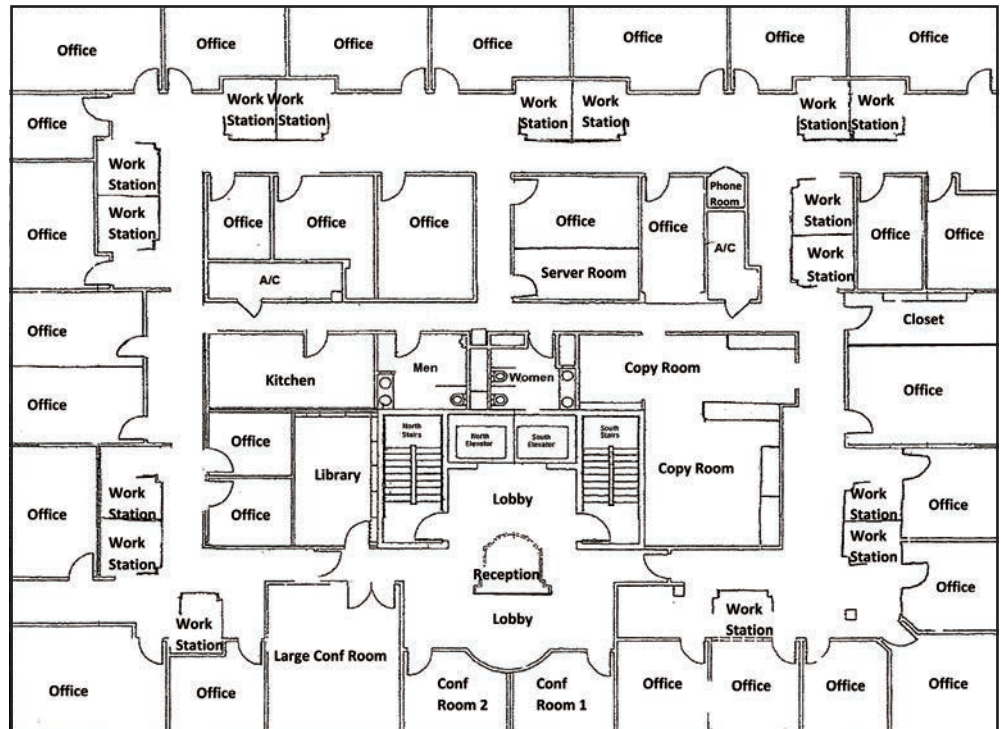 Office
Office
Office
Office
Office
Office
Office
Work Work
Station Station
Work Work
Station Station
Work Work
Station Station
Office
Work
Station
Work
Station
Office
Office
Office
Office
Office
Office
Phone
Room
A/C
Work
Station
Work
Station
Office
Office
A/C
Server Room
Office
Closet
Kitchen
Men
Women
Copy Room
Office
Office
Office
Library
North
Stairs
North
Elevator
South
Elevator
South
Stairs
Copy Room
Office
Work
Station
Work
Station
Office
Lobby
Work
Station
Work
Station
Office
Reception
Office
Work
Station
Lobby
Work
Station
Large Conf Room
Office
Office
Conf
Room 2
Conf
Room 1
Office
Office
Office
Office